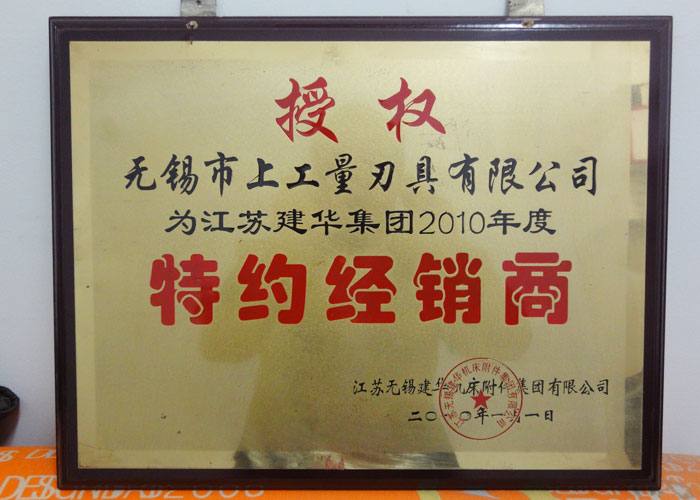 授权
无锡市上工量刃具有限公司
为江苏建华集团2010年度
特约经销商
江苏无锡建华机床附件集团有限公司
二〇一〇年一月一日